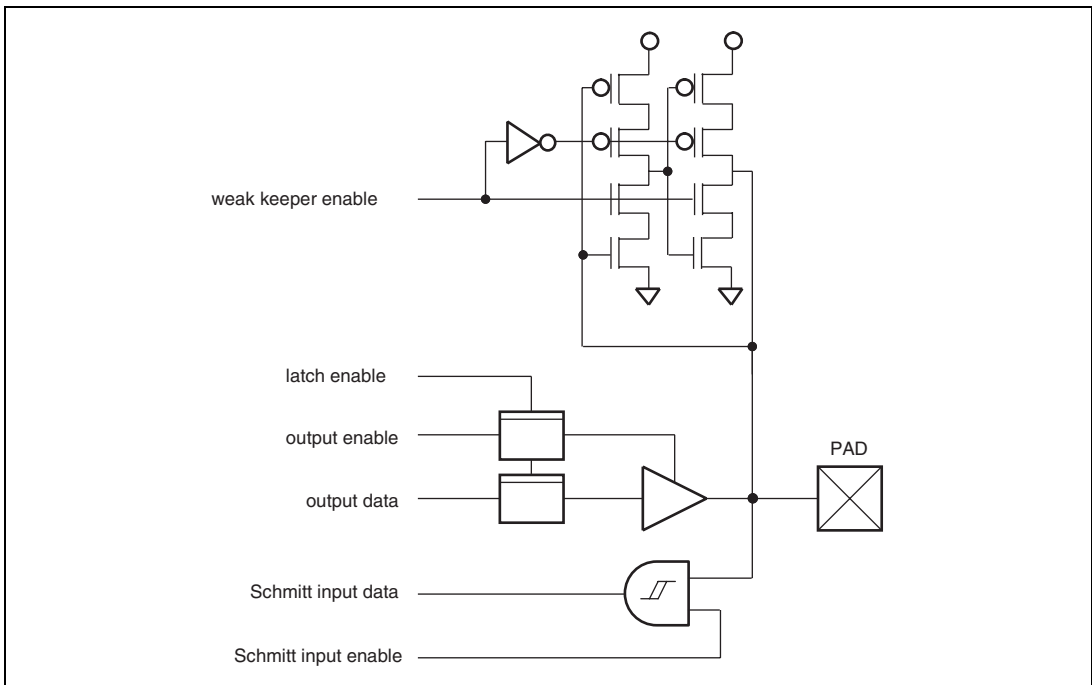 weak keeper enable
latch enable
output enable
output data
PAD
Schmitt input data
Schmitt input enable